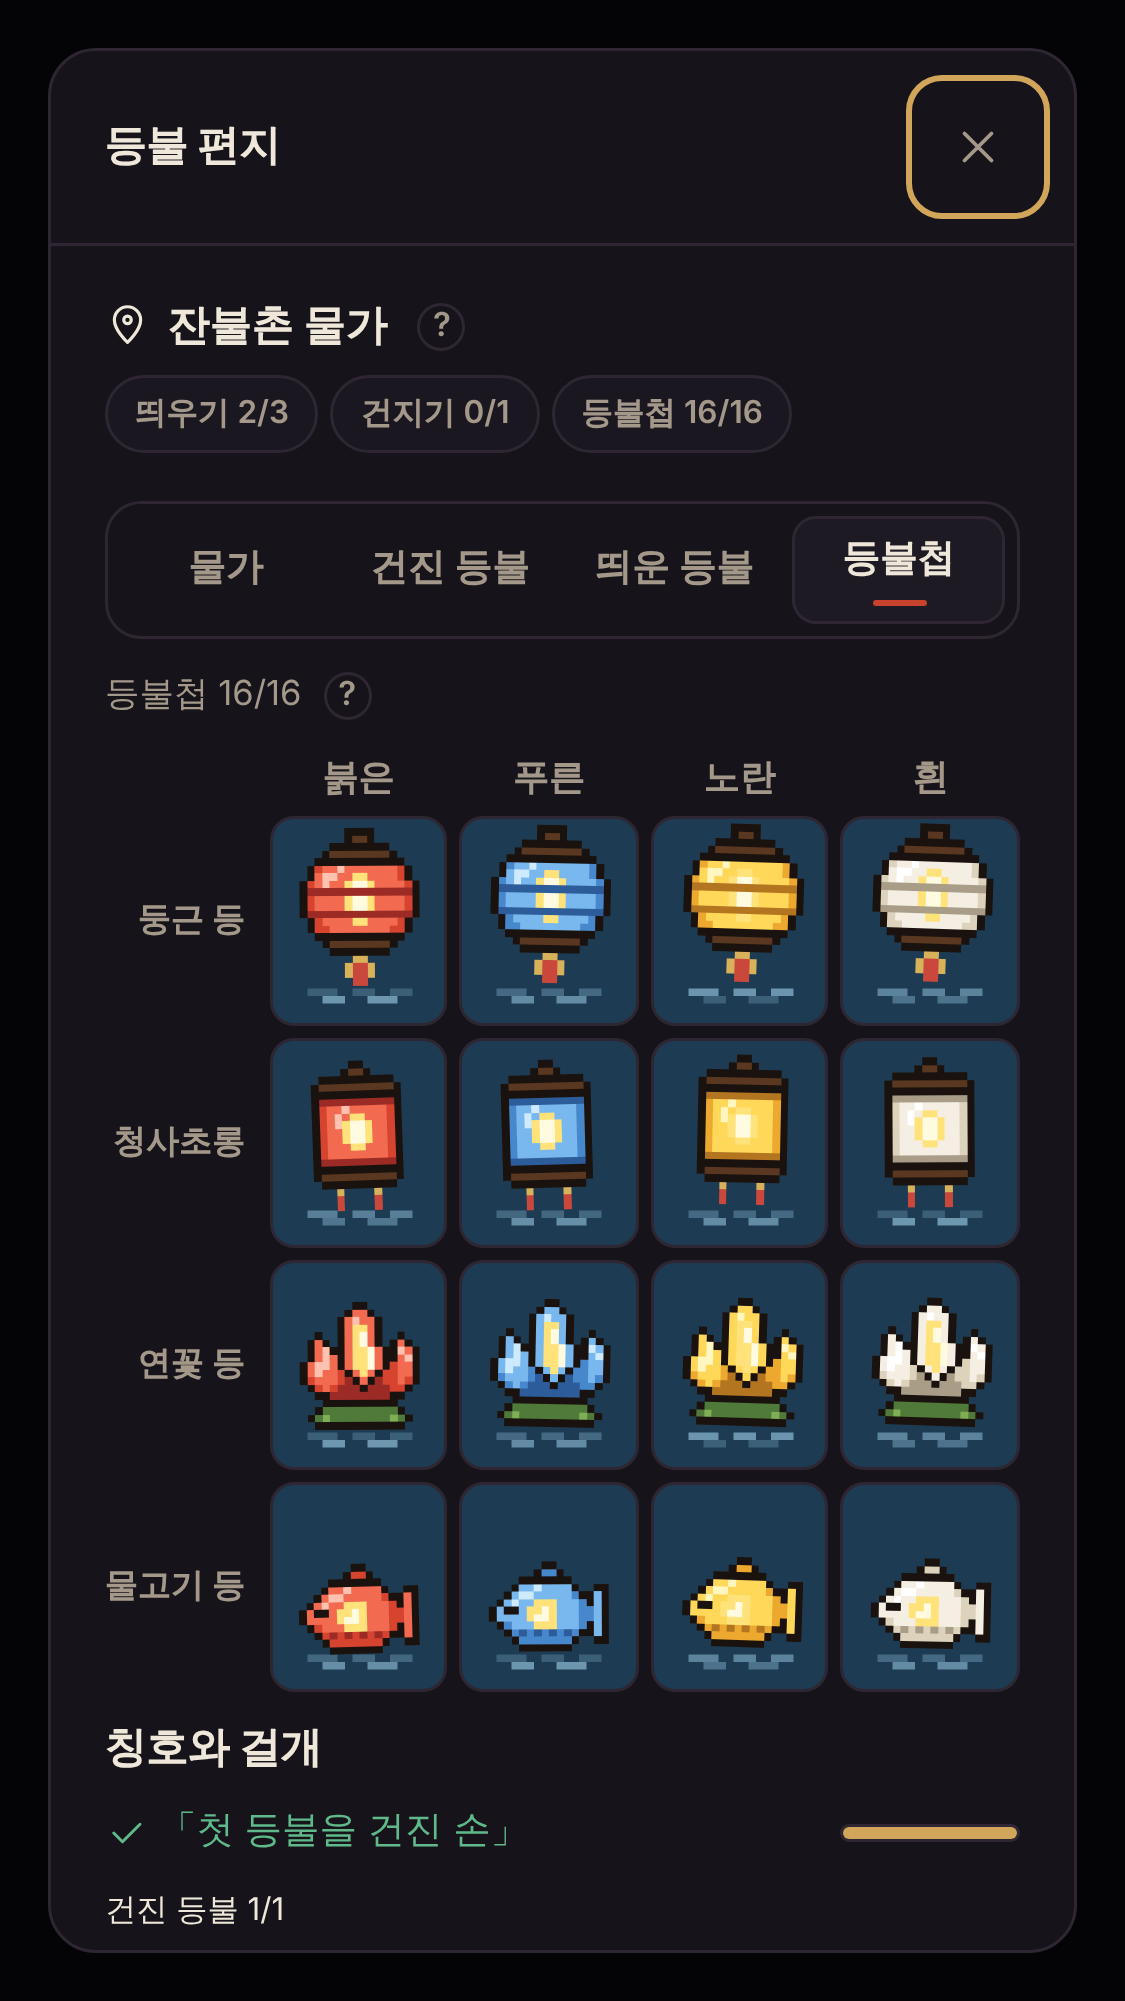 등불 편지
잔불촌 물가 ?
띄우기 2/3 건지기 0/1 등불첩 16/16
물가 건진 등불 띄운 등불 등불첩
등불첩 16/16 ?
붉은 푸른 노란 흰
둥근 등
청사초롱
연꽃 등
물고기 등
칭호와 걸개
「첫 등불을 건진 손」
건진 등불 1/1